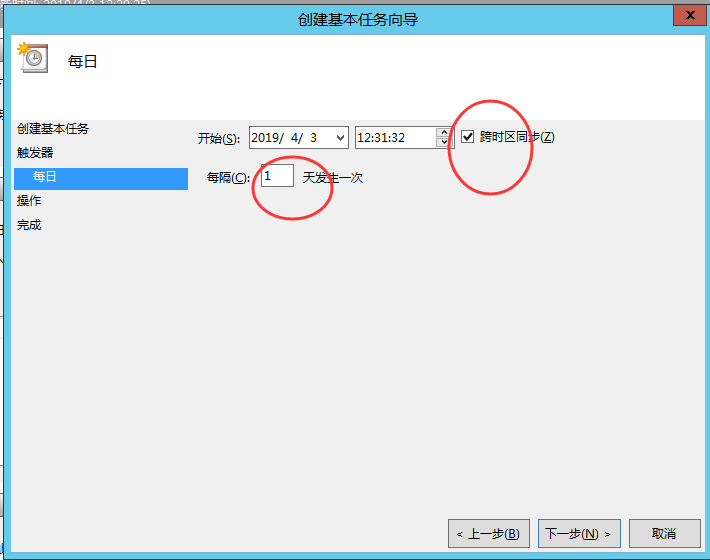 创建基本任务向导
x
每日
创建基本任务
触发器
每日
操作
完成
开始(S): 2019/ 4/ 3 12:31:32 跨时区同步(Z)
每隔(C): 1 天发生一次
< 上一步(B) 下一步(N) > 取消